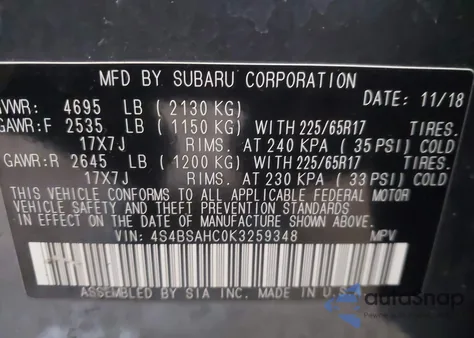 MFD BY SUBARU CORPORATION
DATE: 11/18
GVWR: 4695 LB (2130 KG)
GAWR:F 2535 LB (1150 KG) WITH 225/65R17 TIRES.
17X7J RIMS. AT 240 KPA (35 PSI) COLD
GAWR:R 2645 LB (1200 KG) WITH 225/65R17 TIRES.
17X7J RIMS. AT 230 KPA (33 PSI) COLD
THIS VEHICLE CONFORMS TO ALL APPLICABLE FEDERAL MOTOR
VEHICLE SAFETY AND THEFT PREVENTION STANDARDS
IN EFFECT ON THE DATE OF MANUFACTURE SHOWN ABOVE.
VIN: 4S4BSAHC0K3259348 MPV
ASSEMBLED BY SIA INC. MADE IN U.S.A
autoSnap